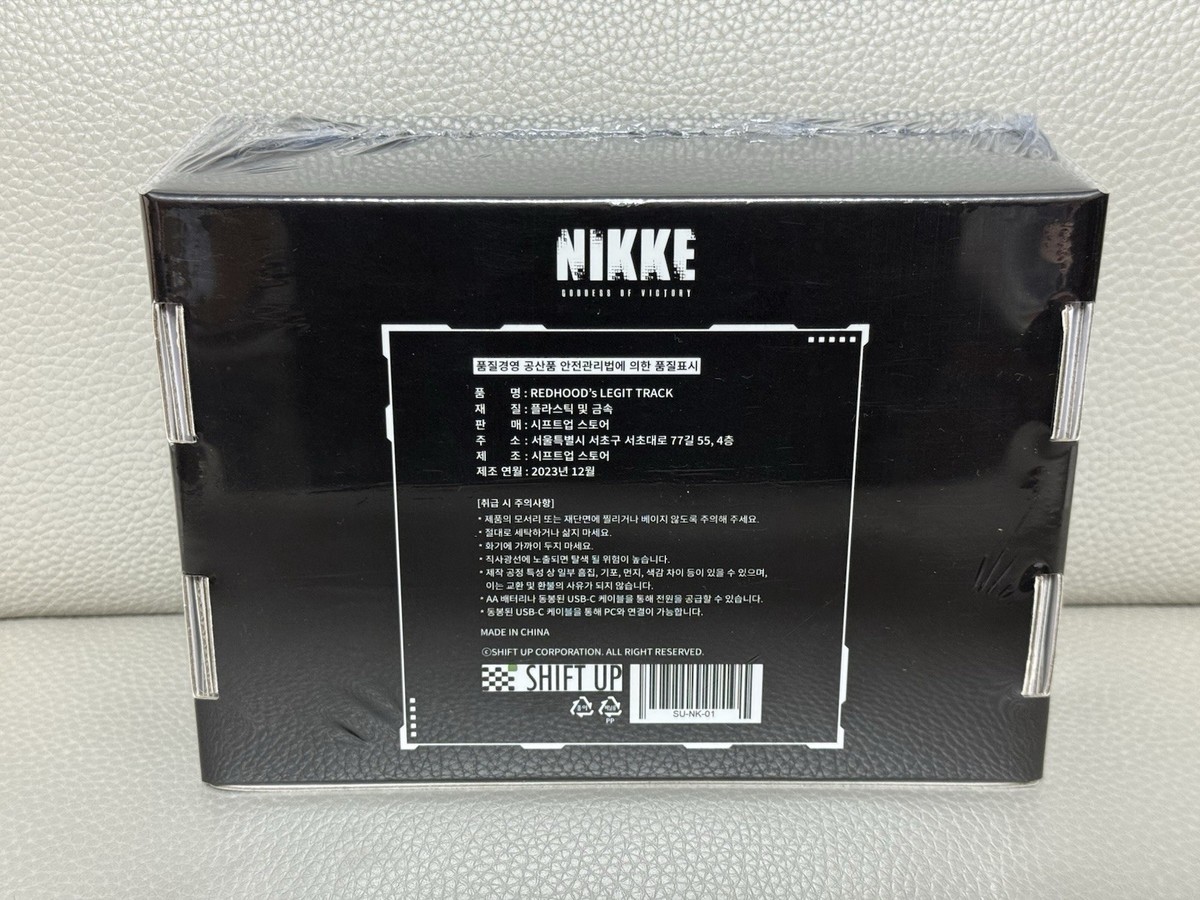 NIKKE
GODDESS OF VICTORY
품질경영 공산품 안전관리법에 의한 품질표시
품 명 : REDHOOD's LEGIT TRACK
재 질 : 플라스틱 및 금속
판 매 : 시프트업 스토어
주 소 : 서울특별시 서초구 서초대로 77길 55, 4층
제 조 : 시프트업 스토어
제조 연월 : 2023년 12월
[취급 시 주의사항]
• 제품의 모서리 또는 재단면에 찔리거나 베이지 않도록 주의해 주세요.
• 절대로 세탁하거나 삶지 마세요.
• 화기에 가까이 두지 마세요.
• 직사광선에 노출되면 탈색 될 위험이 높습니다.
• 제작 공정 특성 상 일부 흠집, 기포, 먼지, 색감 차이 등이 있을 수 있으며,
이는 교환 및 환불의 사유가 되지 않습니다.
• AA 배터리나 동봉된 USB-C 케이블을 통해 전원을 공급할 수 있습니다.
• 동봉된 USB-C 케이블을 통해 PC와 연결이 가능합니다.
MADE IN CHINA
ⓒSHIFT UP CORPORATION. ALL RIGHT RESERVED.
SHIFT UP
SU-NK-01
종이
비닐류
PP